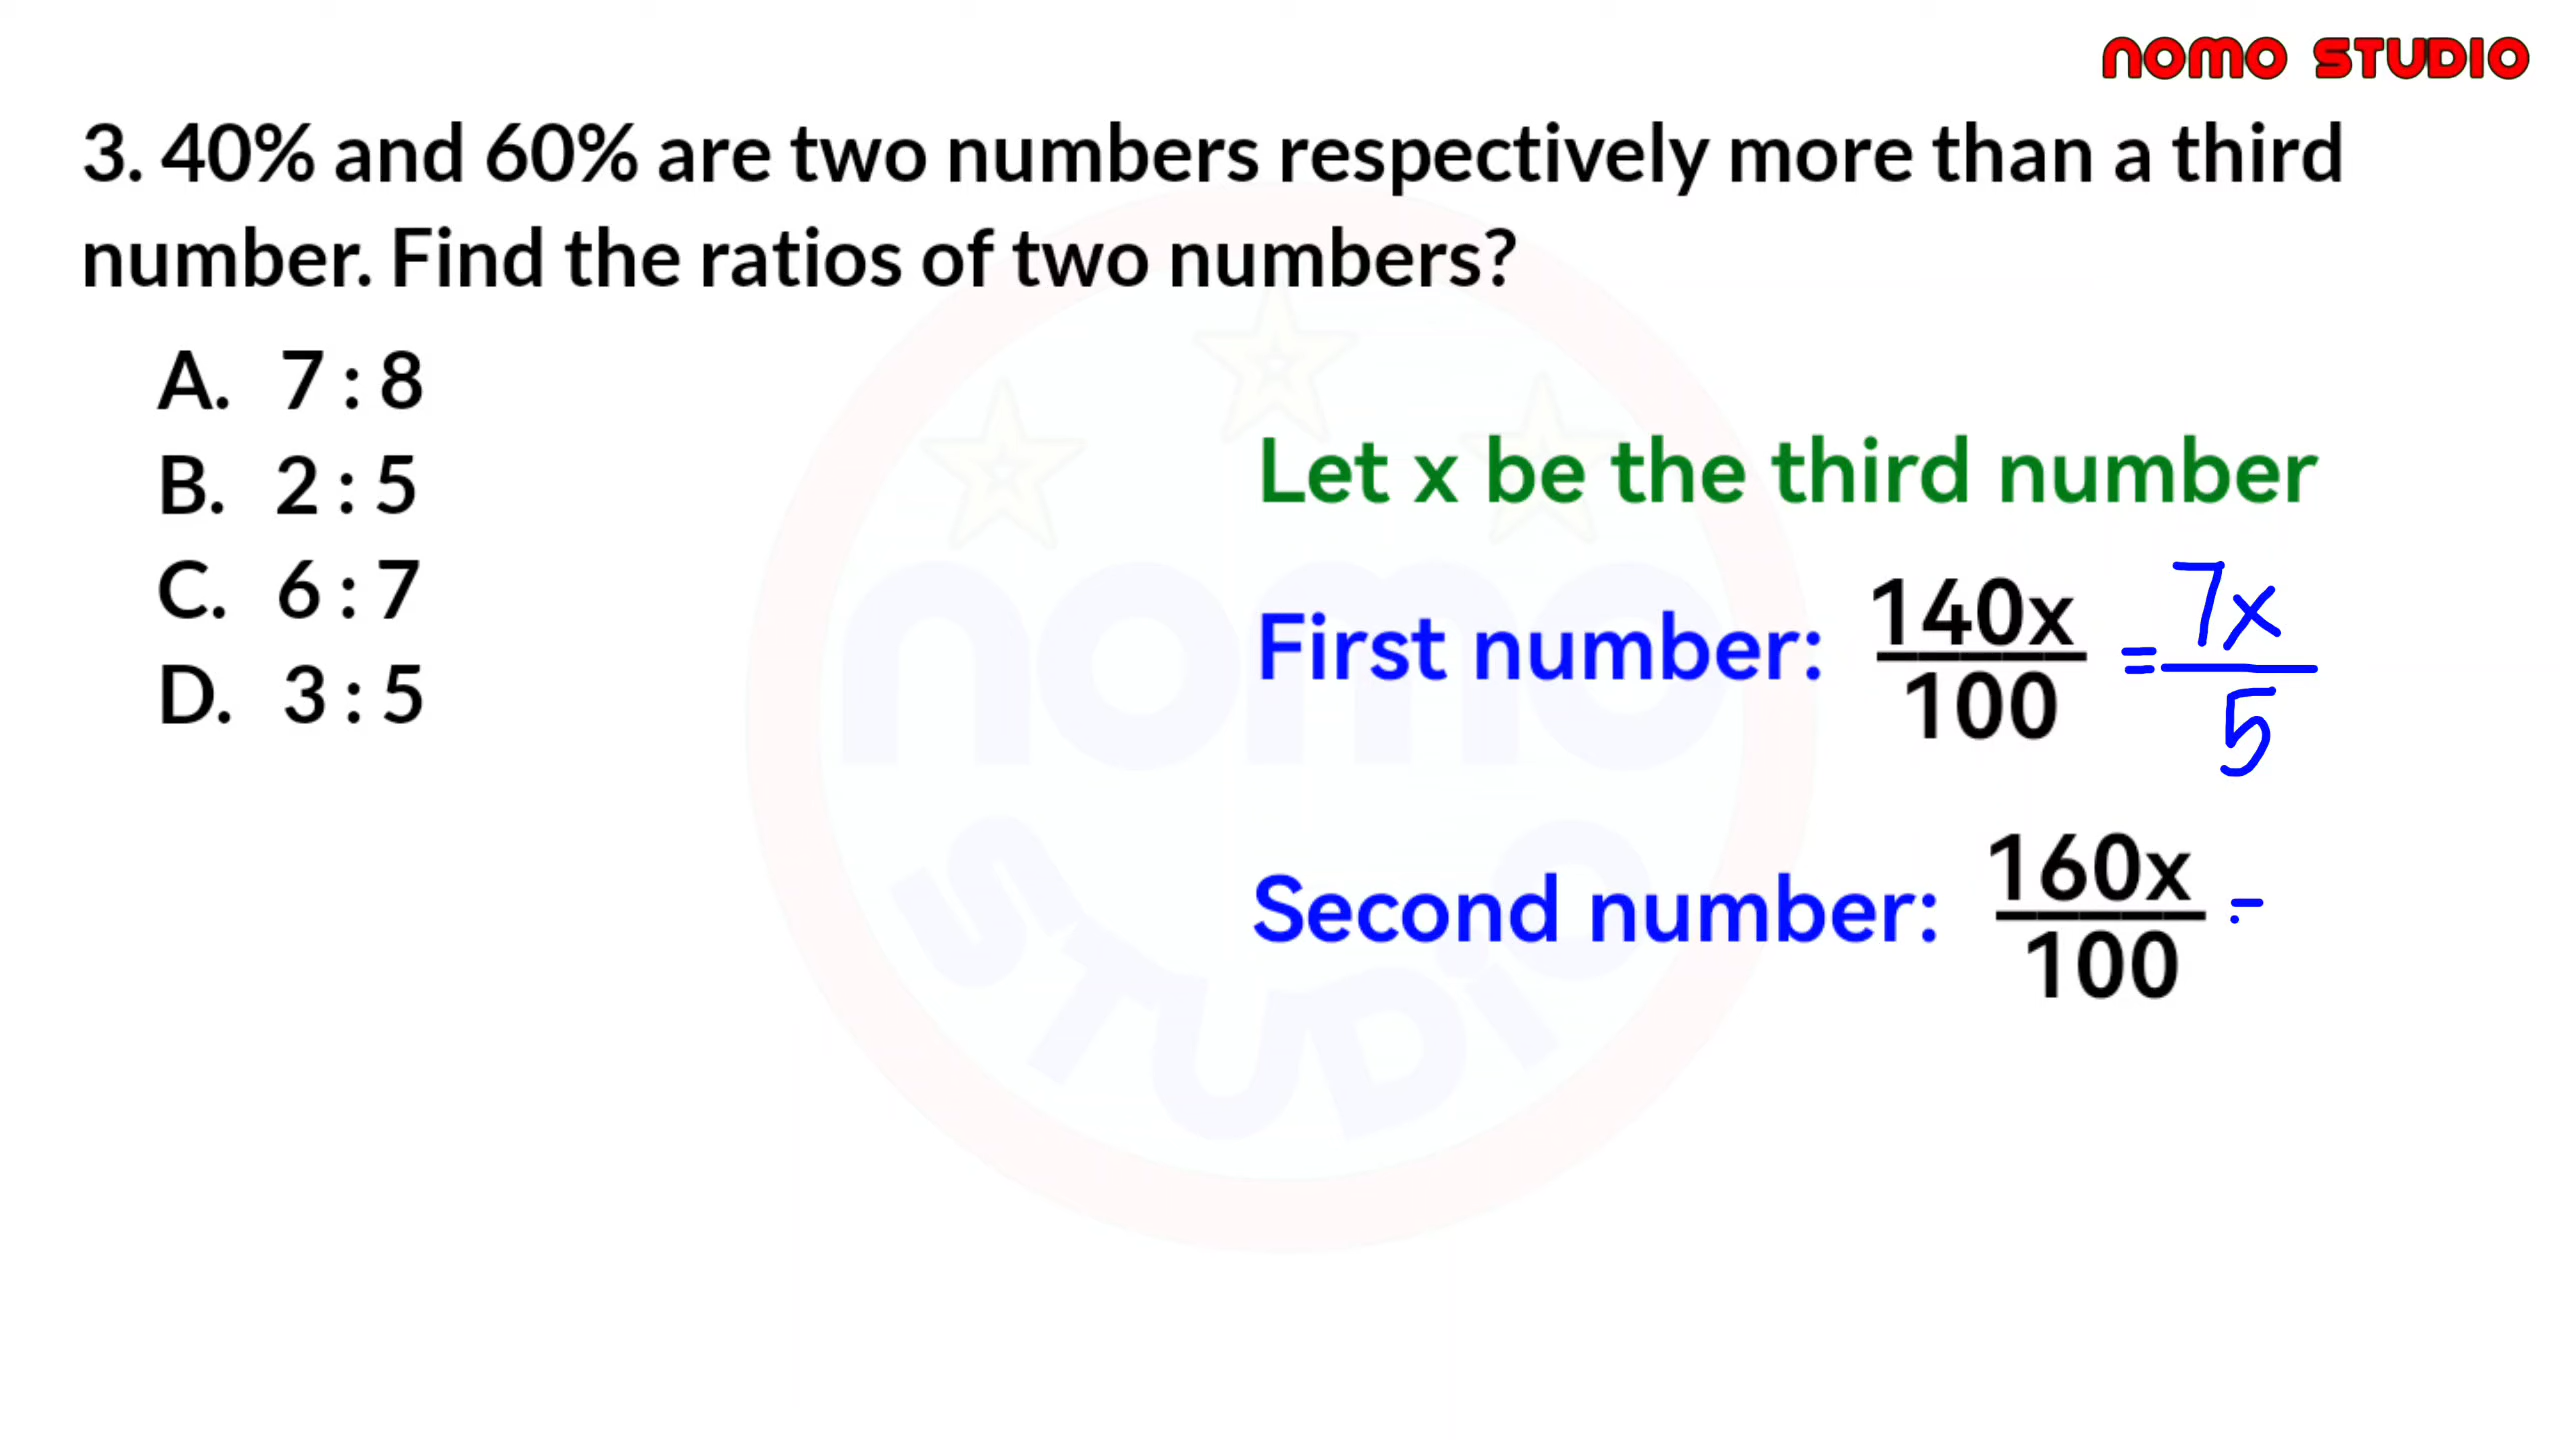 NOMO STUDIO
3. 40% and 60% are two numbers respectively more than a third
number. Find the ratios of two numbers?
A. 7 : 8
B. 2 : 5
C. 6 : 7
D. 3 : 5
Let x be the third number
First number: 140x/100 = 7x/5
Second number: 160x/100 =
nomo
STUDIO